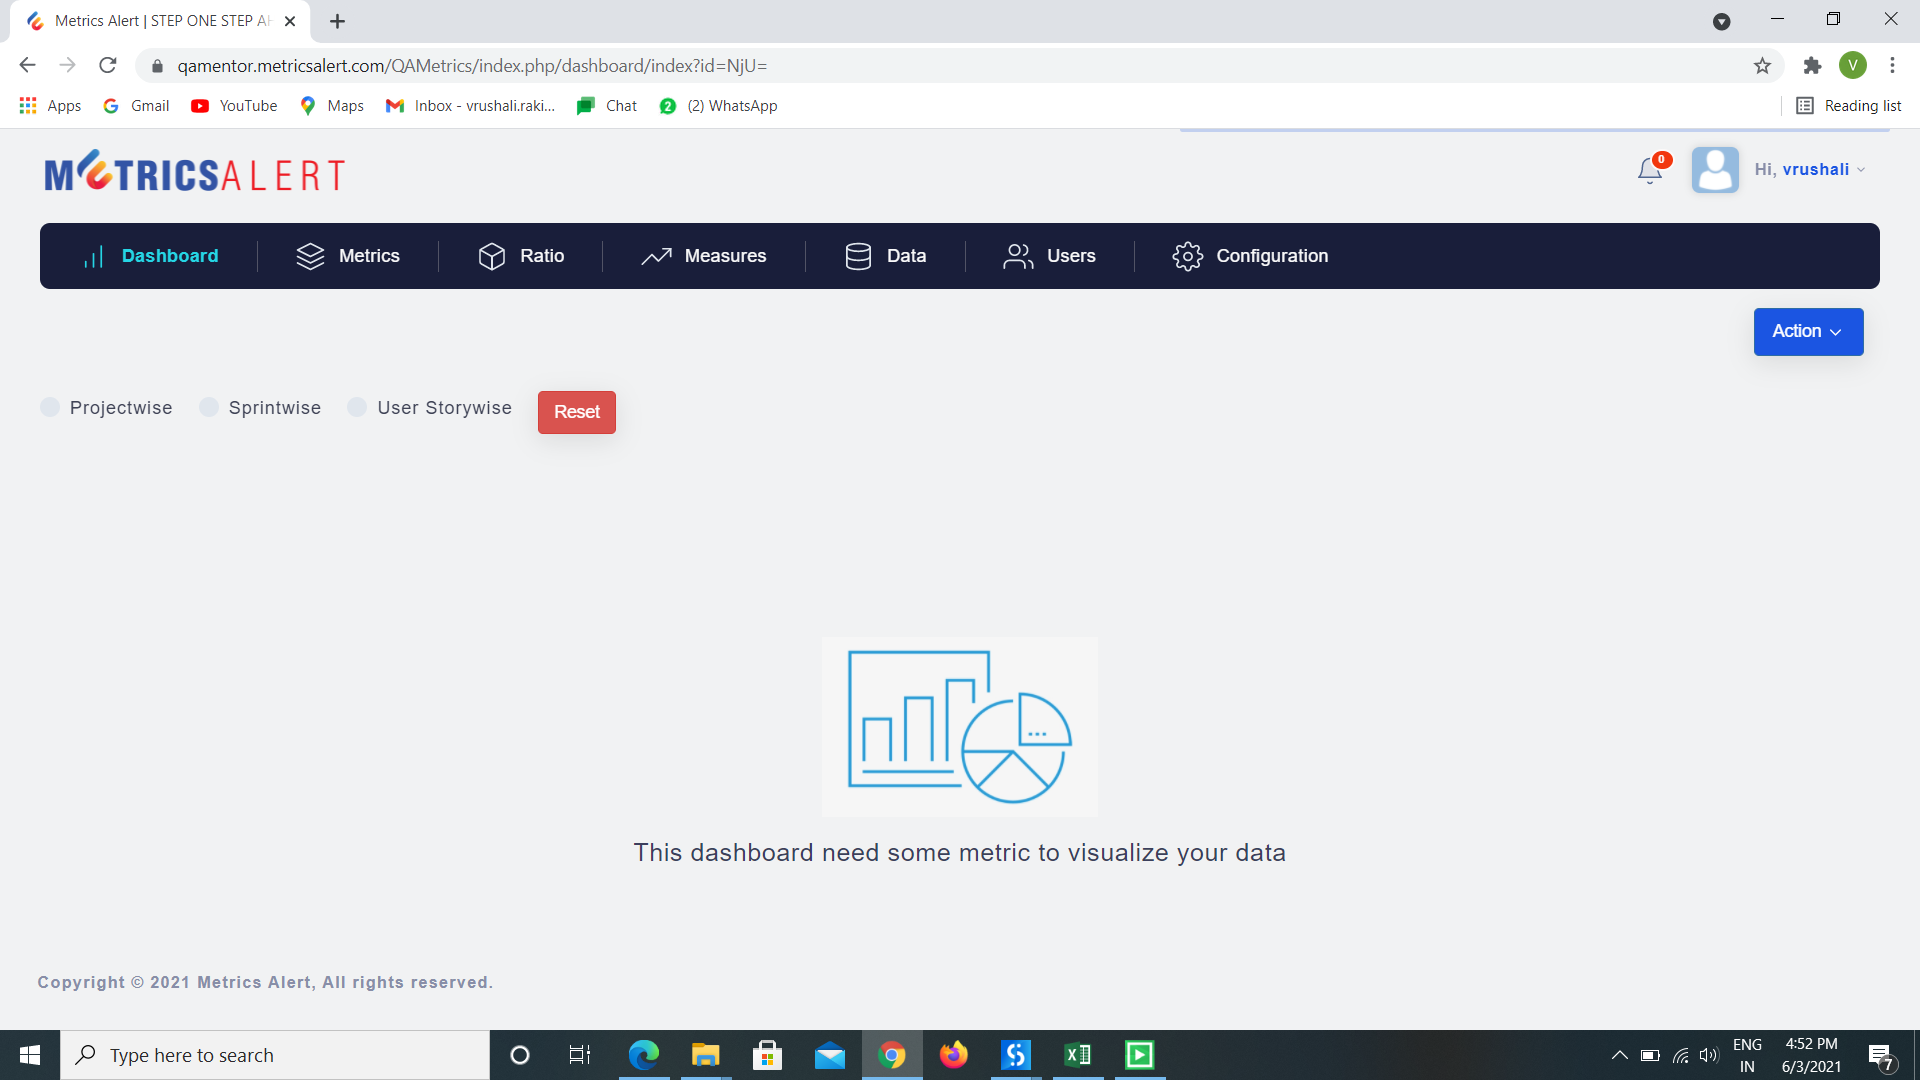 Metrics Alert | STEP ONE STEP AH
qamentor.metricsalert.com/QAMetrics/index.php/dashboard/index?id=NjU=
V
Apps Gmail YouTube Maps Inbox - vrushali.raki... Chat 2 (2) WhatsApp Reading list
METRICSALERT
0
Hi, vrushali
Dashboard Metrics Ratio Measures Data Users Configuration
Action
Projectwise Sprintwise User Storywise Reset
This dashboard need some metric to visualize your data
Copyright © 2021 Metrics Alert, All rights reserved.
Type here to search
ENG
IN
4:52 PM
6/3/2021
7